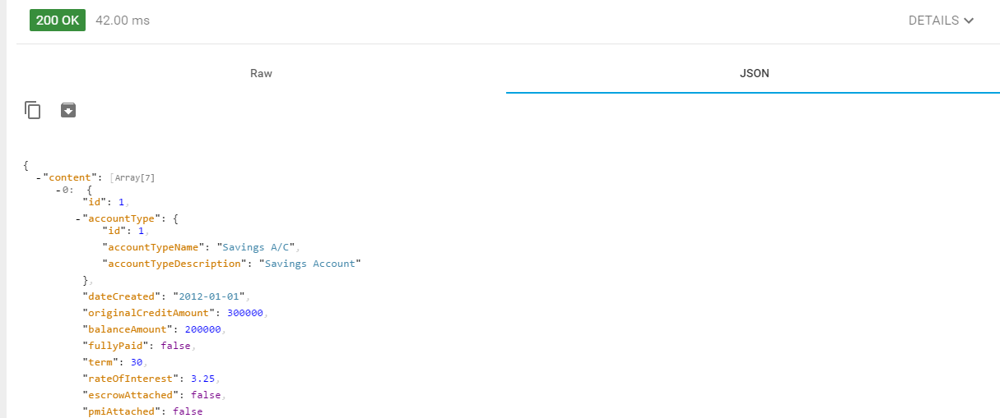 200 OK 42.00 ms DETAILS
Raw JSON
{
-"content": [Array[7]
-0: {
"id": 1,
-"accountType": {
"id": 1,
"accountTypeName": "Savings A/C",
"accountTypeDescription": "Savings Account"
},
"dateCreated": "2012-01-01",
"originalCreditAmount": 300000,
"balanceAmount": 200000,
"fullyPaid": false,
"term": 30,
"rateOfInterest": 3.25,
"escrowAttached": false,
"pmiAttached": false